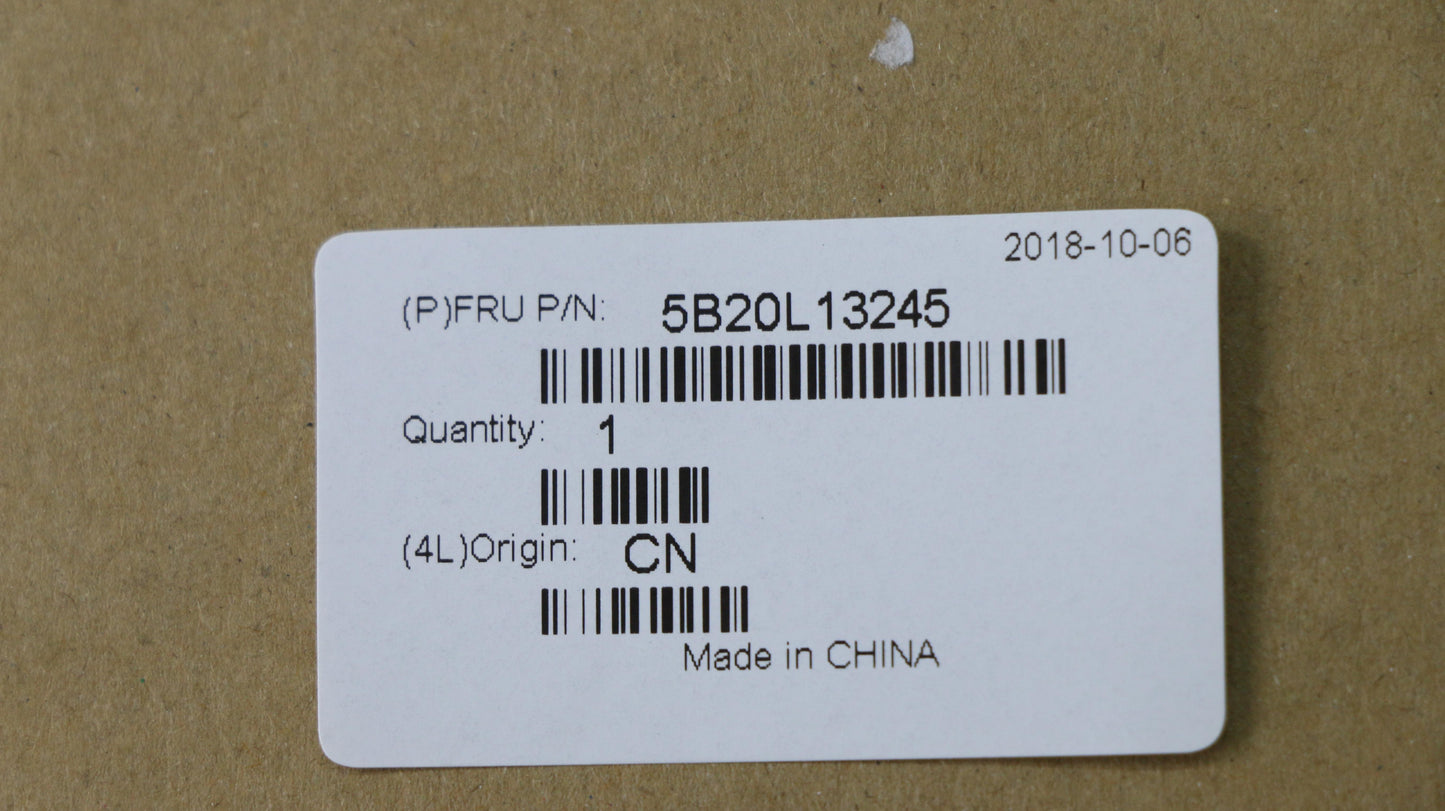 2018-10-06
(P)FRU P/N: 5B20L13245
Quantity: 1
(4L)Origin: CN
Made in CHINA